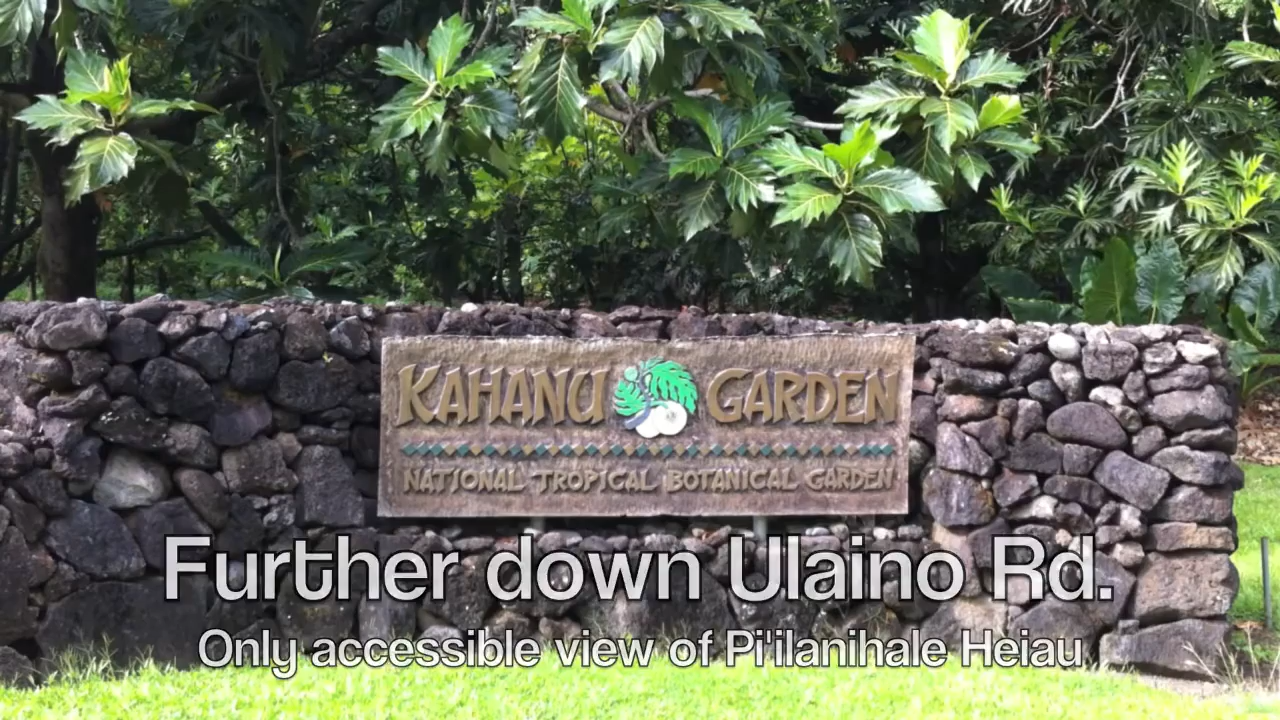 KAHANU GARDEN
NATIONAL TROPICAL BOTANICAL GARDEN
Further down Ulaino Rd.
Only accessible view of Pi'ilanihale Heiau